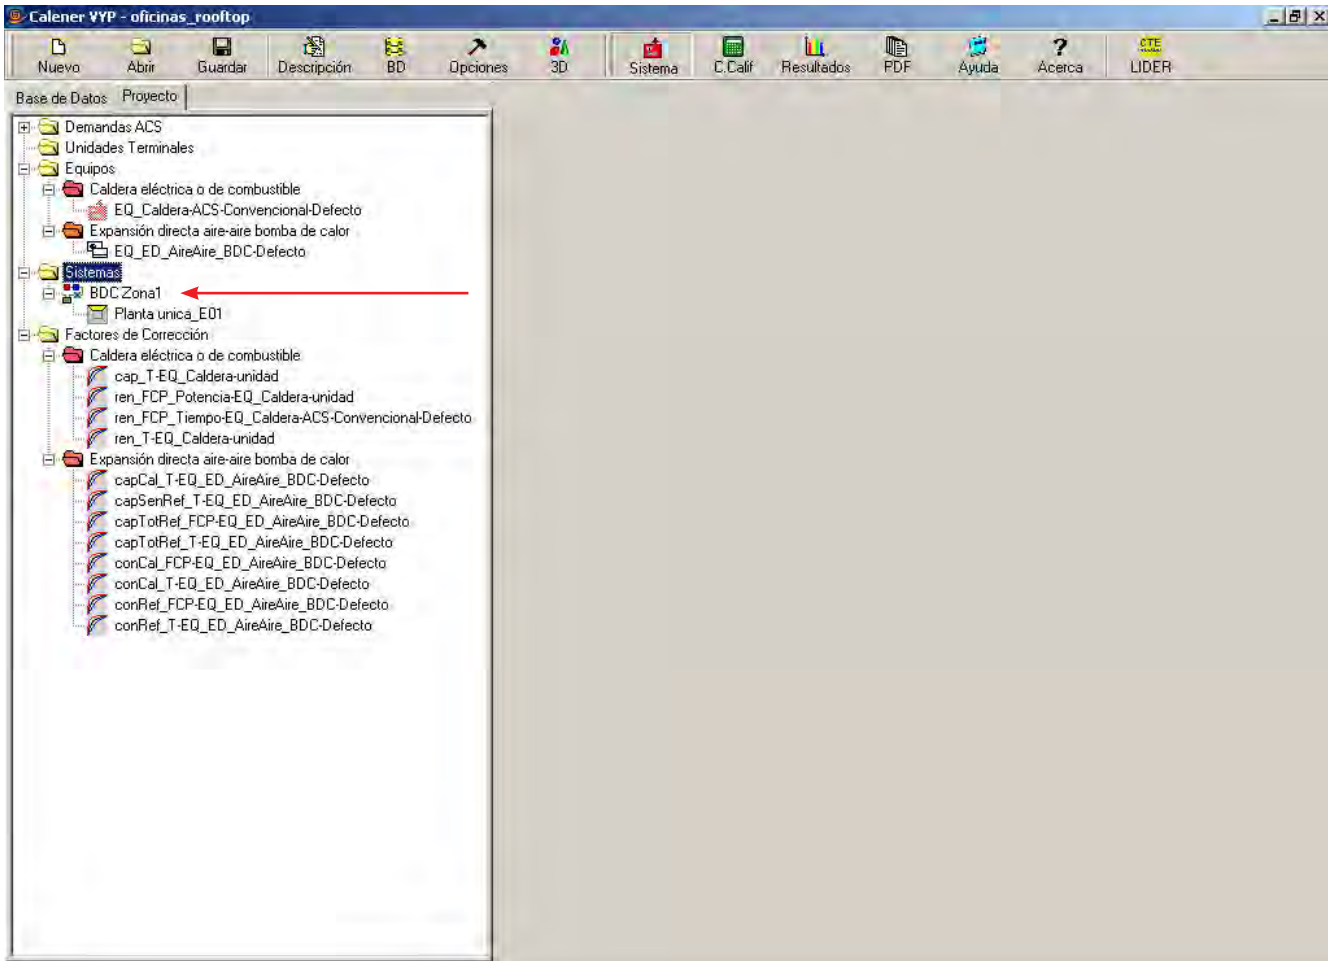 Calener VYP - oficinas_rooftop
Nuevo Abrir Guardar Descripción BD Opciones 3D Sistema C.Calif Resultados PDF Ayuda Acerca CTE LIDER
Base de Datos Proyecto
Demandas ACS
Unidades Terminales
Equipos
Caldera eléctrica o de combustible
EQ_Caldera-ACS-Convencional-Defecto
Expansión directa aire-aire bomba de calor
EQ_ED_AireAire_BDC-Defecto
Sistemas
BDC Zona1
Planta unica_E01
Factores de Corrección
Caldera eléctrica o de combustible
cap_T-EQ_Caldera-unidad
ren_FCP_Potencia-EQ_Caldera-unidad
ren_FCP_Tiempo-EQ_Caldera-ACS-Convencional-Defecto
ren_T-EQ_Caldera-unidad
Expansión directa aire-aire bomba de calor
capCal_T-EQ_ED_AireAire_BDC-Defecto
capSenRef_T-EQ_ED_AireAire_BDC-Defecto
capTotRef_FCP-EQ_ED_AireAire_BDC-Defecto
capTotRef_T-EQ_ED_AireAire_BDC-Defecto
conCal_FCP-EQ_ED_AireAire_BDC-Defecto
conCal_T-EQ_ED_AireAire_BDC-Defecto
conRef_FCP-EQ_ED_AireAire_BDC-Defecto
conRef_T-EQ_ED_AireAire_BDC-Defecto